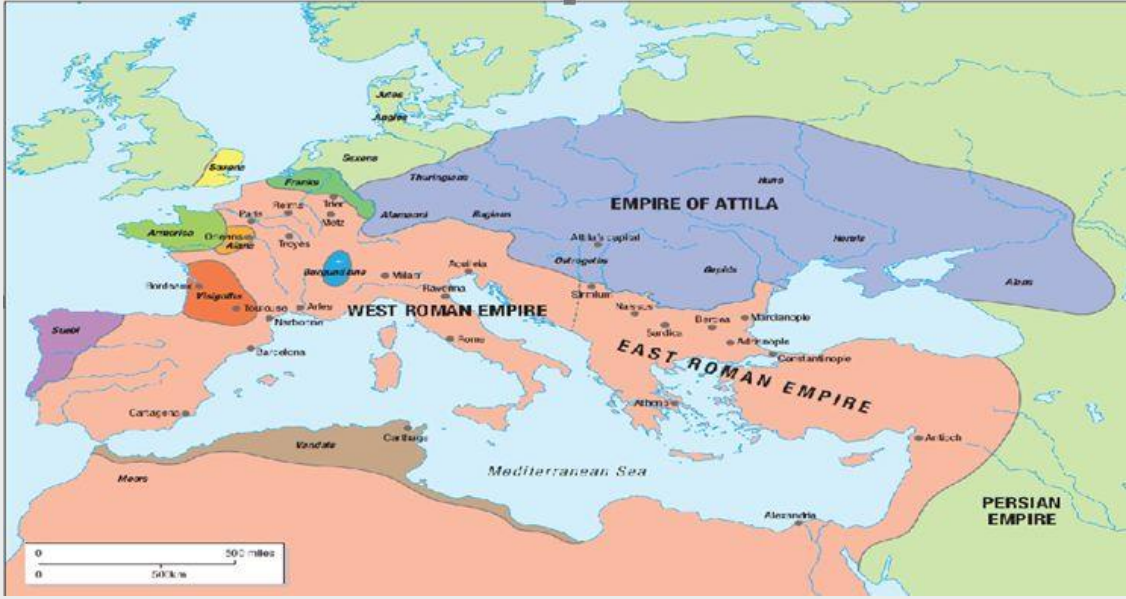 Jutes
Angles
Saxons
Saxons
Franks
Thuringians
Huns
EMPIRE OF ATTILA
Trier
Reims
Paris
Metz
Alamanni
Rugians
Armorica
Orleans
Alans
Troyes
Attila's capital
Heruls
Ostrogoths
Gepids
Alans
Burgundians
Milan
Aquileia
Bordeaux
Visigoths
Ravenna
Sirmium
Toulouse
Arles
WEST ROMAN EMPIRE
Naissus
Marcianople
Narbonne
Suebi
Sardica
Rome
Adrianople
Barcelona
Constantinople
EAST ROMAN EMPIRE
Athens
Cartagena
Carthage
Antioch
Vandals
Moors
Mediterranean Sea
PERSIAN
EMPIRE
Alexandria
0 500 miles
0 500km